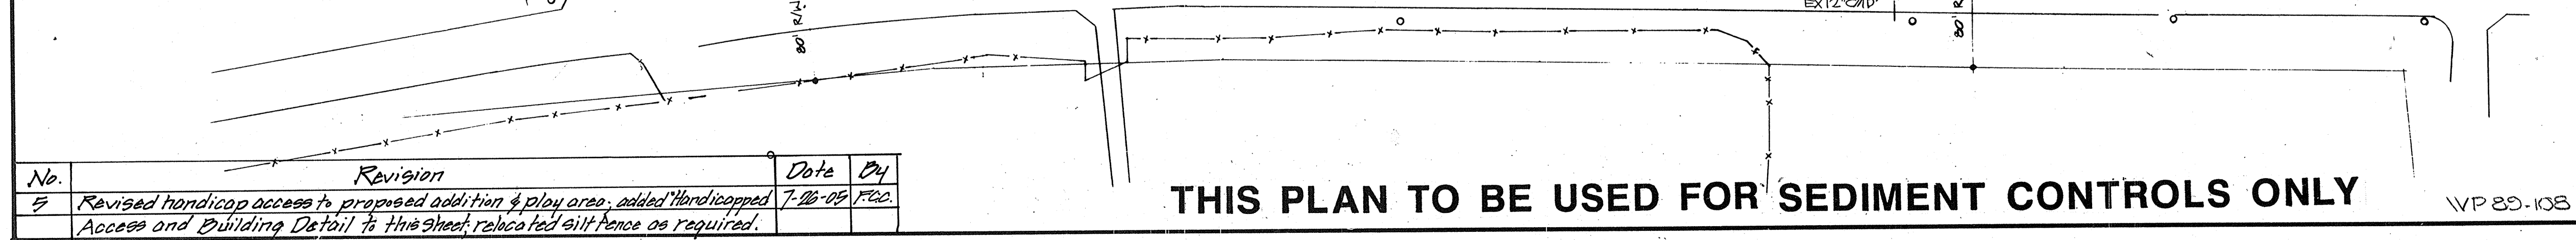 80' R/W.
80' R
No. Revision Date By
5 Revised handicap access to proposed addition & play area; added "Handicapped 7-26-05 F.C.C.
Access and Building Detail to this sheet; relocated silt fence as required.
THIS PLAN TO BE USED FOR SEDIMENT CONTROLS ONLY
WP 89-108